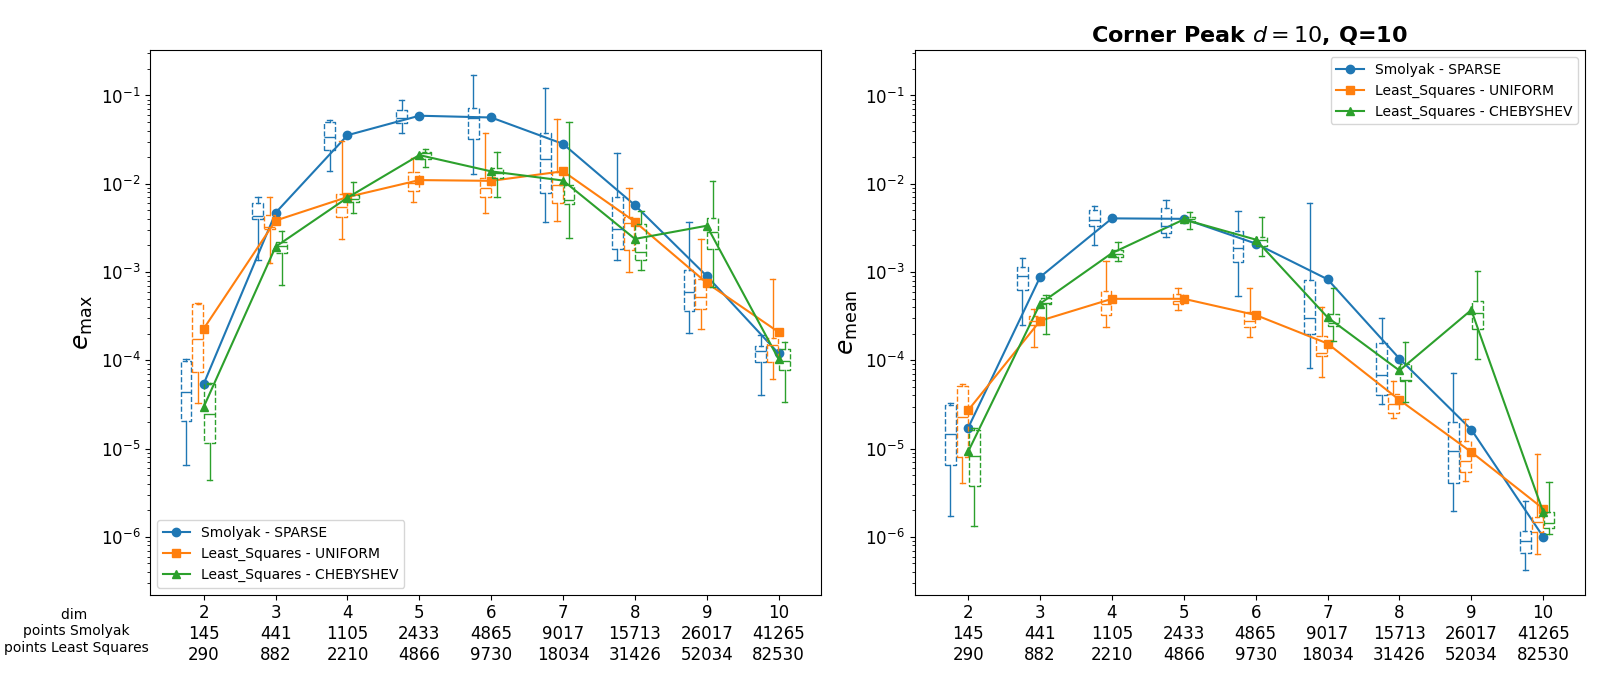 Corner Peak d = 10, Q=10
10⁻¹
10⁻²
10⁻³
10⁻⁴
10⁻⁵
10⁻⁶
e_max
Smolyak - SPARSE
Least_Squares - UNIFORM
Least_Squares - CHEBYSHEV
dim
points Smolyak
points Least Squares
2 3 4 5 6 7 8 9 10
145 441 1105 2433 4865 9017 15713 26017 41265
290 882 2210 4866 9730 18034 31426 52034 82530
Smolyak - SPARSE
Least_Squares - UNIFORM
Least_Squares - CHEBYSHEV
10⁻¹
10⁻²
10⁻³
10⁻⁴
10⁻⁵
10⁻⁶
e_mean
2 3 4 5 6 7 8 9 10
145 441 1105 2433 4865 9017 15713 26017 41265
290 882 2210 4866 9730 18034 31426 52034 82530